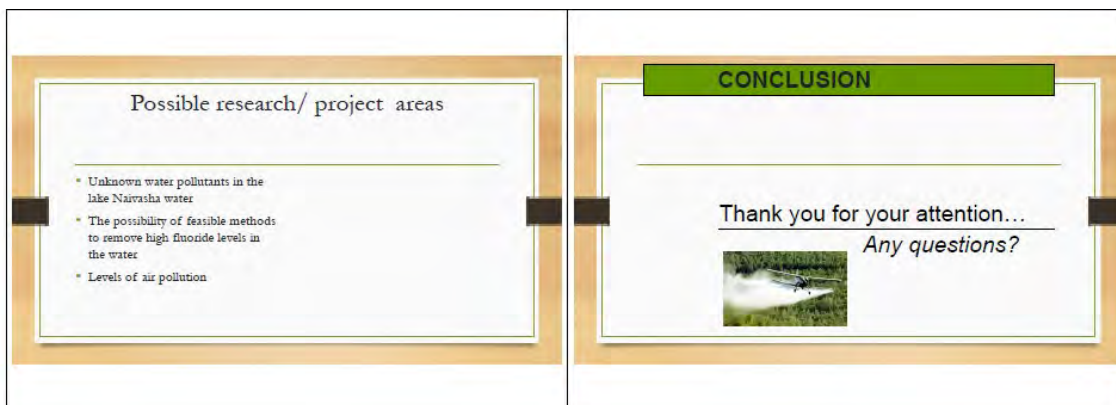 Possible research/ project areas
• Unknown water pollutants in the
lake Naivasha water
• The possibility of feasible methods
to remove high fluoride levels in
the water
• Levels of air pollution
CONCLUSION
Thank you for your attention…
Any questions?